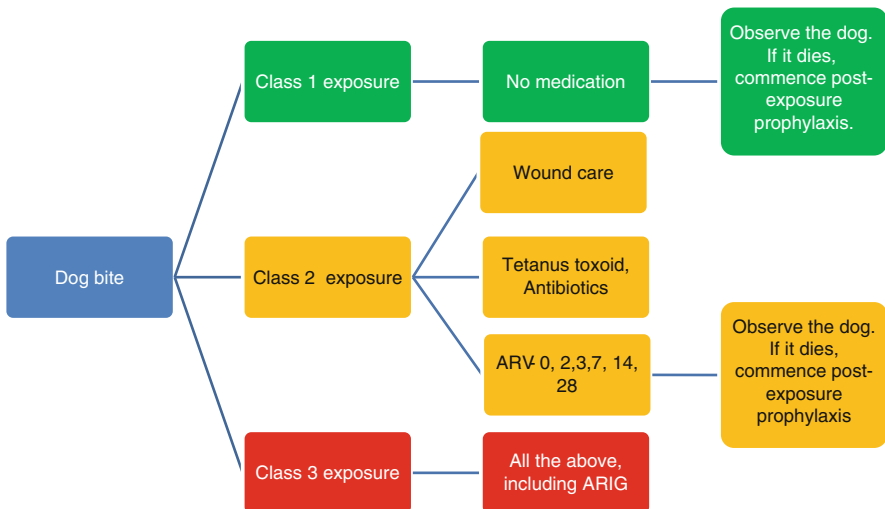 Dog bite
Class 1 exposure
No medication
Observe the dog.
If it dies,
commence post-
exposure
prophylaxis.
Class 2 exposure
Wound care
Tetanus toxoid,
Antibiotics
ARV- 0, 2,3,7, 14,
28
Observe the dog.
If it dies,
commence post-
exposure
prophylaxis
Class 3 exposure
All the above,
including ARIG